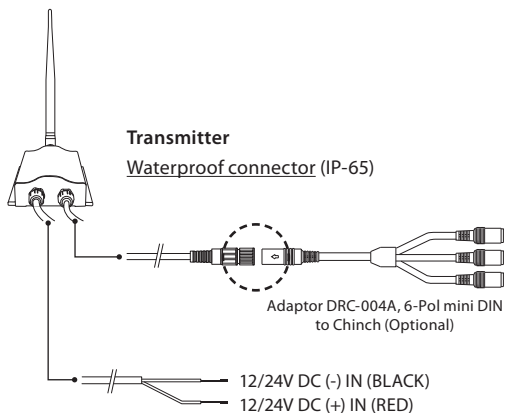 Transmitter
Waterproof connector (IP-65)
Adaptor DRC-004A, 6-Pol mini DIN
to Chinch (Optional)
12/24V DC (-) IN (BLACK)
12/24V DC (+) IN (RED)